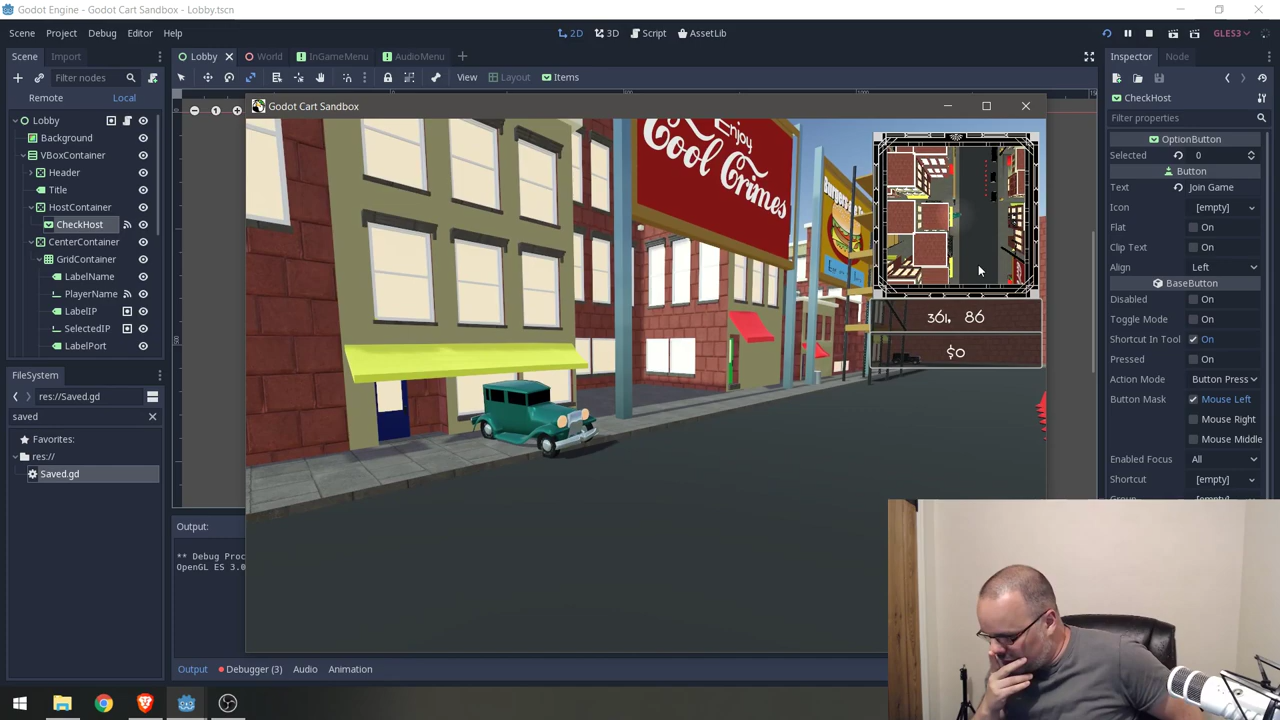 Godot Engine - Godot Cart Sandbox - Lobby.tscn
Scene Project Debug Editor Help
2D 3D Script AssetLib
GLES3
Scene Import
Lobby World InGameMenu AudioMenu
Inspector Node
Filter nodes
View Layout Items
Remote Local
CheckHost
Filter properties
Lobby
Background
VBoxContainer
Header
Title
HostContainer
CheckHost
CenterContainer
GridContainer
LabelName
PlayerName
LabelIP
SelectedIP
LabelPort
FileSystem
res://Saved.gd
saved
Favorites:
res://
Saved.gd
Godot Cart Sandbox
Enjoy
Cool Crimes
361, 86
$0
OptionButton
Selected 0
Button
Text Join Game
Icon [empty]
Flat On
Clip Text On
Align Left
BaseButton
Disabled On
Toggle Mode On
Shortcut In Tool On
Pressed On
Action Mode Button Press
Button Mask Mouse Left
Mouse Right
Mouse Middle
Enabled Focus All
Shortcut [empty]
Output:
** Debug Proc
OpenGL ES 3.0
Output Debugger (3) Audio Animation